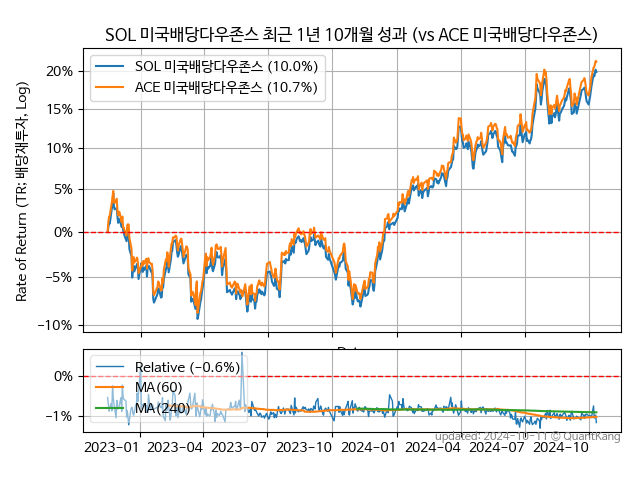 SOL 미국배당다우존스 최근 1년 10개월 성과 (vs ACE 미국배당다우존스)
Rate of Return (TR: 배당재투자, Log)
SOL 미국배당다우존스 (10.0%)
ACE 미국배당다우존스 (10.7%)
20%
15%
10%
5%
0%
−5%
−10%
Relative (−0.6%)
MA(60)
MA(240)
0%
−1%
2023−01
2023−04
2023−07
2023−10
2024−01
2024−04
2024−07
2024−10
updated: 2024-10-11 © QuantKang